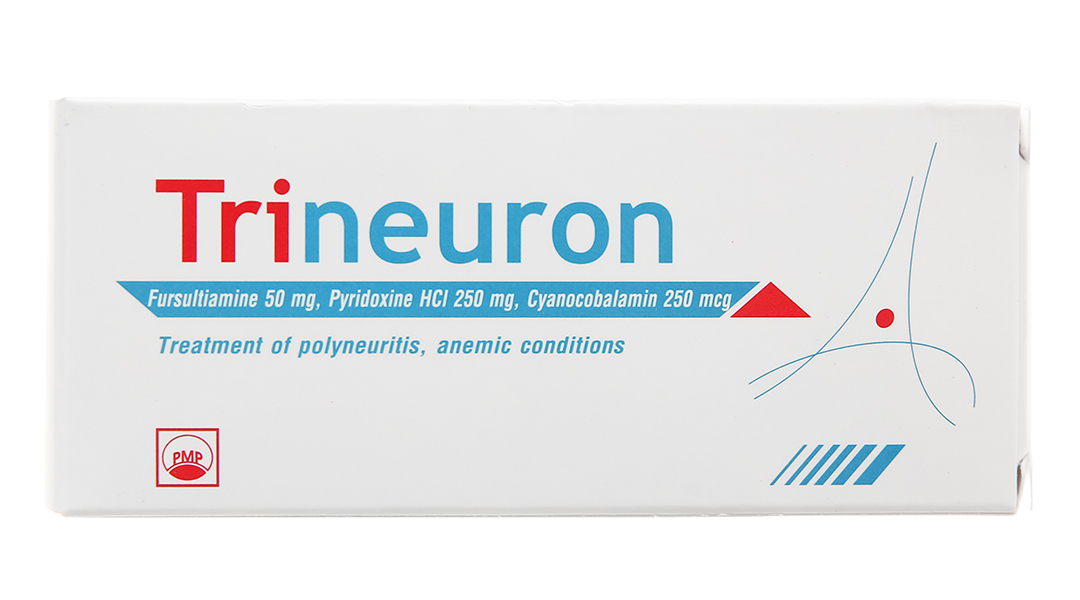 Trineuron
Fursultiamine 50 mg, Pyridoxine HCl 250 mg, Cyanocobalamin 250 mcg
Treatment of polyneuritis, anemic conditions
PMP